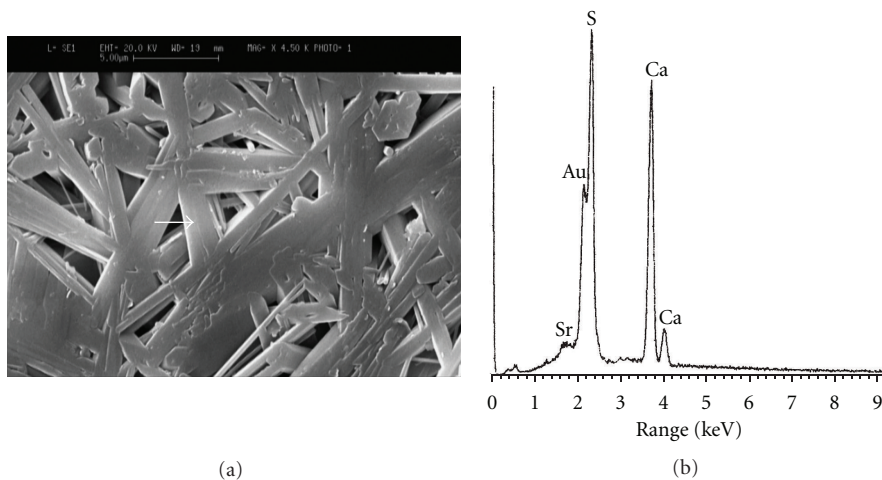 L= SE1 EHT= 20.0 KV WD= 19 mm MAG= X 4.50 K PHOTO= 1
5.00µm
(a)
S
Ca
Au
Sr
Ca
0 1 2 3 4 5 6 7 8 9
Range (keV)
(b)